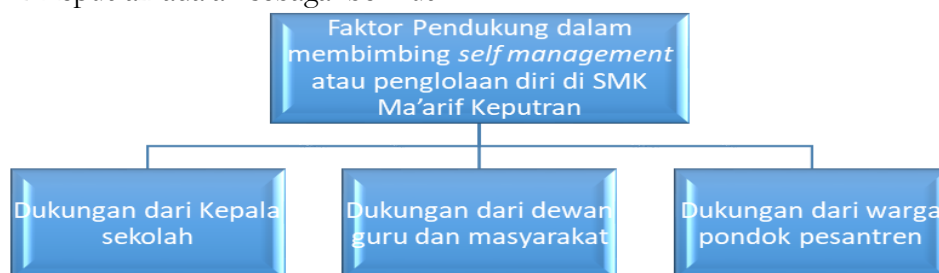 Faktor Pendukung dalam
membimbing self management
atau penglolaan diri di SMK
Ma'arif Keputran
Dukungan dari Kepala
sekolah
Dukungan dari dewan
guru dan masyarakat
Dukungan dari warga
pondok pesantren